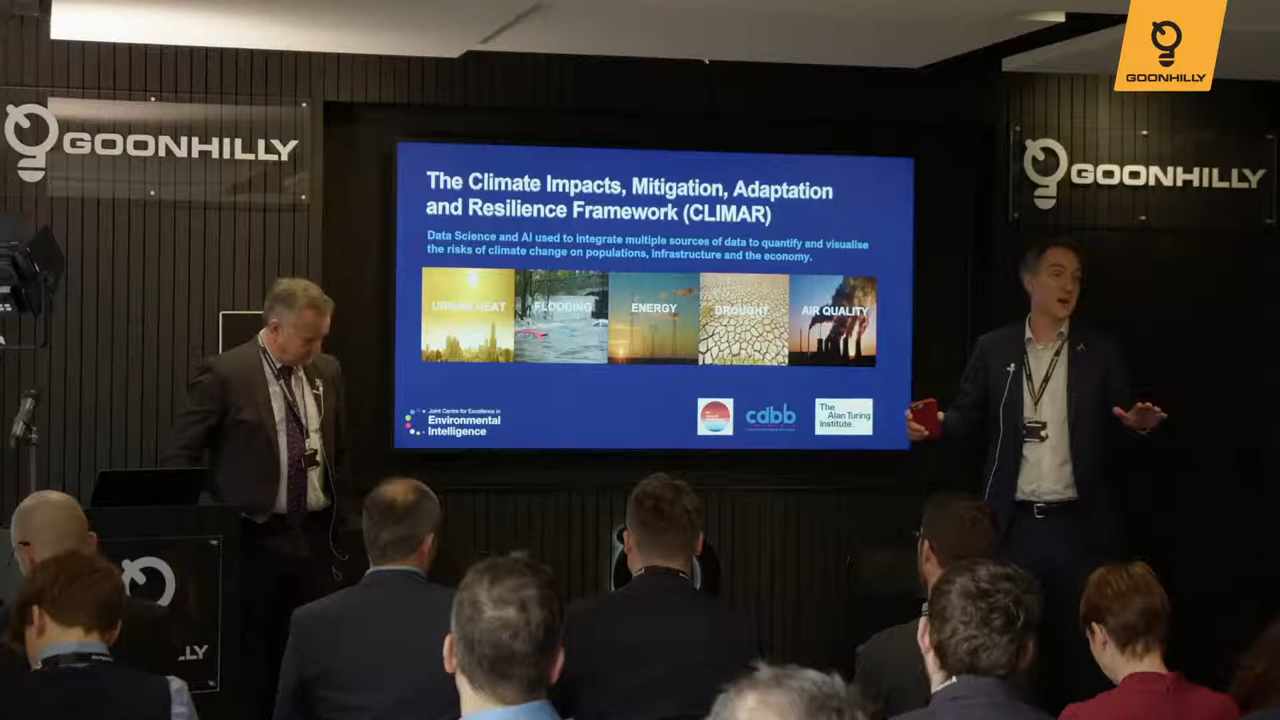 GOONHILLY
GOONHILLY
GOONHILLY
The Climate Impacts, Mitigation, Adaptation
and Resilience Framework (CLIMAR)
Data Science and AI used to integrate multiple sources of data to quantify and visualise
the risks of climate change on populations, infrastructure and the economy.
URBAN HEAT
FLOODING
ENERGY
DROUGHT
AIR QUALITY
Joint Centre for Excellence in
Environmental
Intelligence
cdbb
The
Alan Turing
Institute
LLY